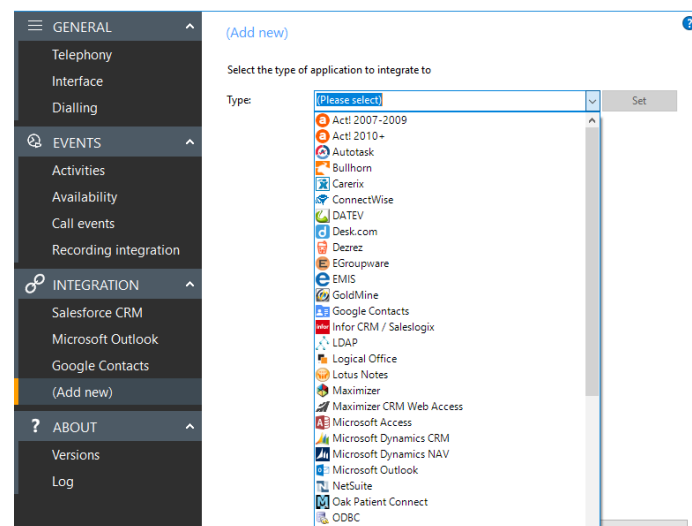 GENERAL
Telephony
Interface
Dialling
EVENTS
Activities
Availability
Call events
Recording integration
INTEGRATION
Salesforce CRM
Microsoft Outlook
Google Contacts
(Add new)
? ABOUT
Versions
Log
(Add new)
?
Select the type of application to integrate to
Type: (Please select) Set
Act! 2007-2009
Act! 2010+
Autotask
Bullhorn
Carerix
ConnectWise
DATEV
Desk.com
Dezrez
EGroupware
EMIS
GoldMine
Google Contacts
Infor CRM / Saleslogix
LDAP
Logical Office
Lotus Notes
Maximizer
Maximizer CRM Web Access
Microsoft Access
Microsoft Dynamics CRM
Microsoft Dynamics NAV
Microsoft Outlook
NetSuite
Oak Patient Connect
ODBC